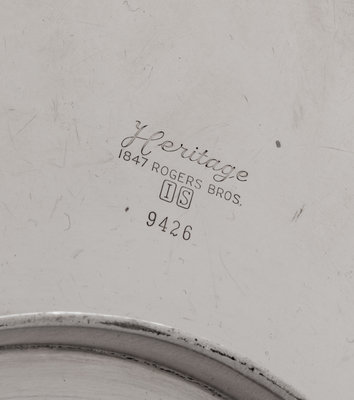 Heritage
1847 ROGERS BROS.
IS
9426